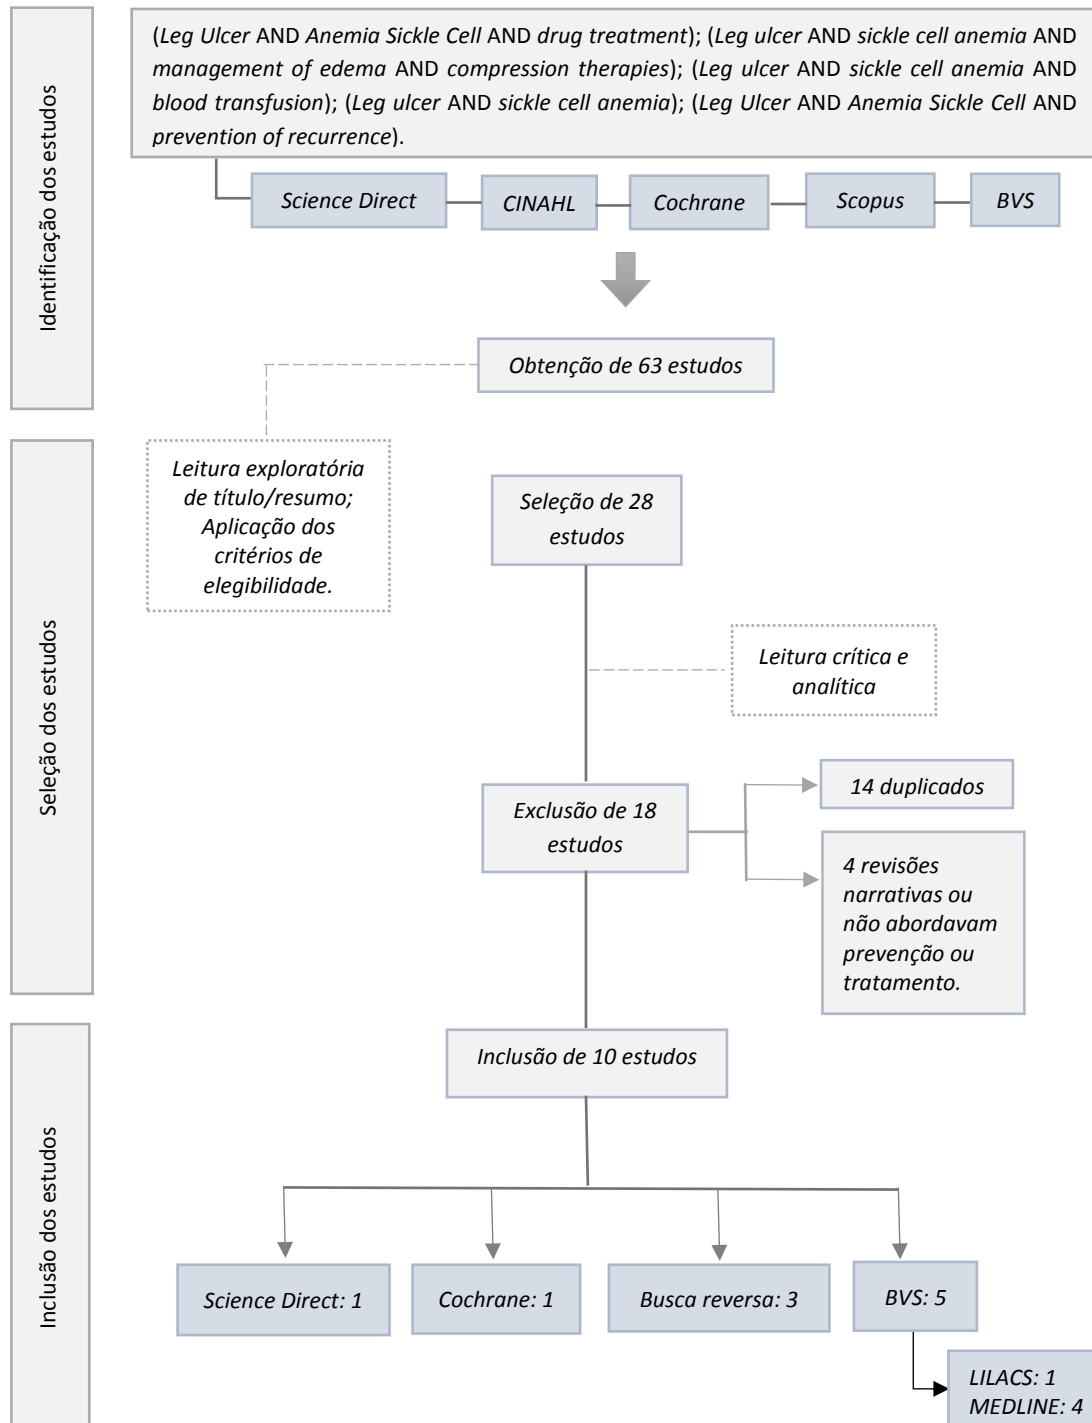 Identificação dos estudos
(Leg Ulcer AND Anemia Sickle Cell AND drug treatment); (Leg ulcer AND sickle cell anemia AND
management of edema AND compression therapies); (Leg ulcer AND sickle cell anemia AND
blood transfusion); (Leg ulcer AND sickle cell anemia); (Leg Ulcer AND Anemia Sickle Cell AND
prevention of recurrence).
Science Direct
CINAHL
Cochrane
Scopus
BVS
Obtenção de 63 estudos
Seleção dos estudos
Leitura exploratória
de título/resumo;
Aplicação dos
critérios de
elegibilidade.
Seleção de 28
estudos
Leitura crítica e
analítica
Exclusão de 18
estudos
14 duplicados
4 revisões
narrativas ou
não abordavam
prevenção ou
tratamento.
Inclusão dos estudos
Inclusão de 10 estudos
Science Direct: 1
Cochrane: 1
Busca reversa: 3
BVS: 5
LILACS: 1
MEDLINE: 4